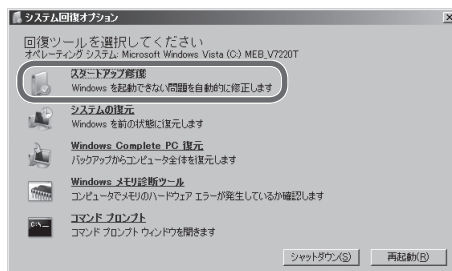 システム回復オプション
回復ツールを選択してください
オペレーティング システム: Microsoft Windows Vista (C:) MEB_V7220T
スタートアップ修復
Windows を起動できない問題を自動的に修正します
システムの復元
Windows を前の状態に復元します
Windows Complete PC 復元
バックアップからコンピュータ全体を復元します
Windows メモリ診断ツール
コンピュータでメモリのハードウェア エラーが発生しているか確認します
C:\_
コマンド プロンプト
コマンド プロンプト ウィンドウを開きます
シャットダウン(S)
再起動(R)